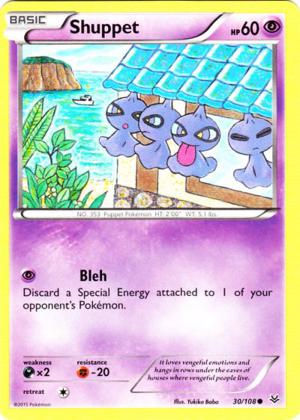 BASIC
Shuppet
HP60
NO. 353 Puppet Pokémon HT: 2'00" WT: 5.1 lbs.
Bleh
Discard a Special Energy attached to 1 of your
opponent's Pokémon.
weakness
×2
resistance
-20
retreat
It loves vengeful emotions and
hangs in rows under the eaves of
houses where vengeful people live.
©2015 Pokémon
Illus. Yukiko Baba
30/108